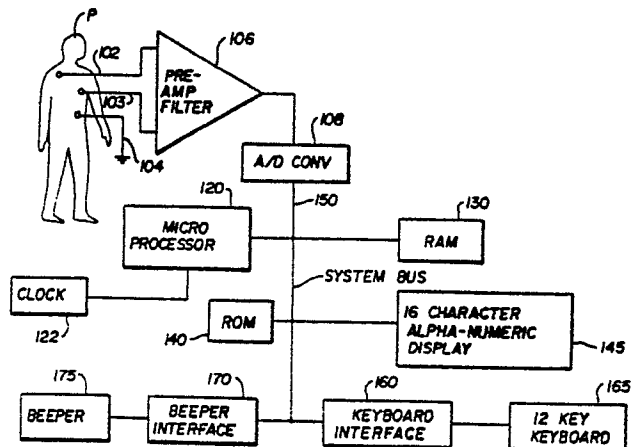 P
102
106
PRE-
AMP
FILTER
103
104
108
A/D CONV
150
120
MICRO
PROCESSOR
130
RAM
SYSTEM BUS
CLOCK
122
ROM
140
16 CHARACTER
ALPHA-NUMERIC
DISPLAY
145
175
BEEPER
170
BEEPER
INTERFACE
160
KEYBOARD
INTERFACE
165
12 KEY
KEYBOARD